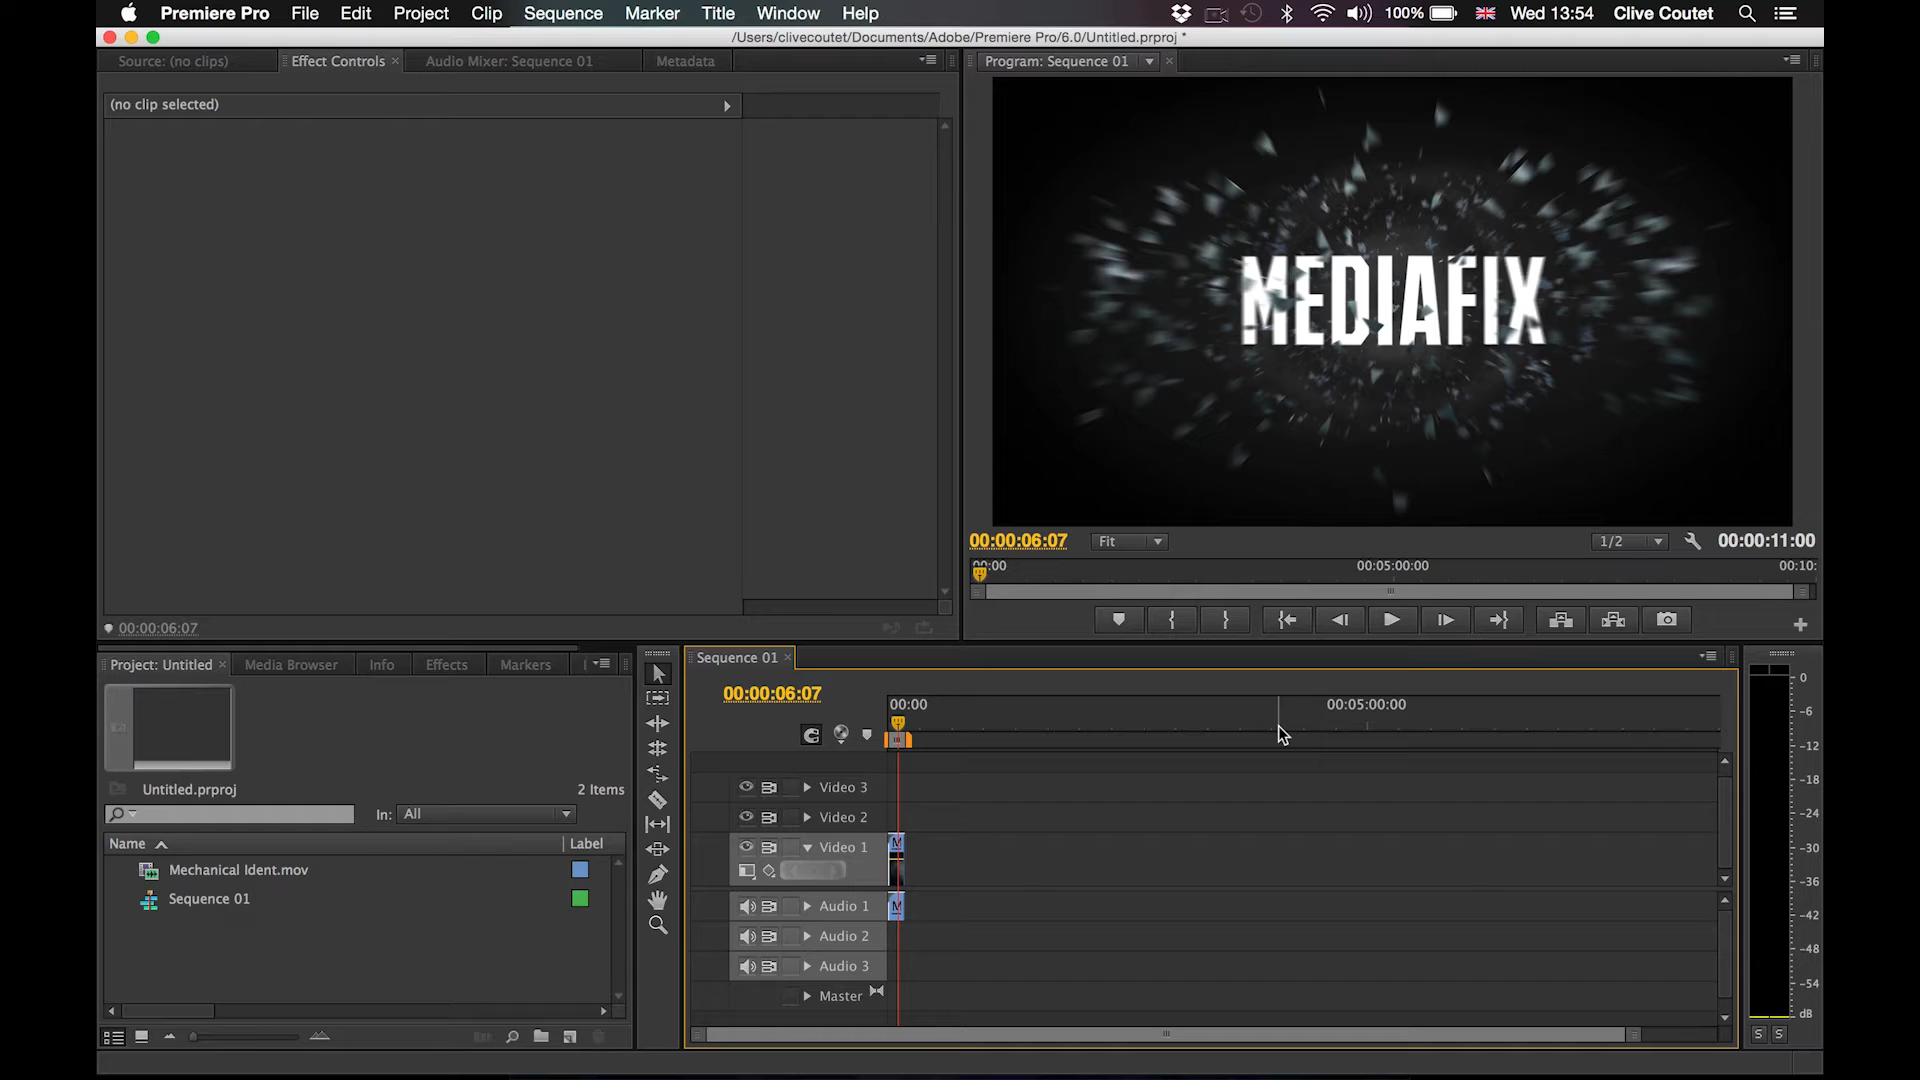 Premiere Pro File Edit Project Clip Sequence Marker Title Window Help 100% Wed 13:54 Clive Coutet
/Users/clivecoutet/Documents/Adobe/Premiere Pro/6.0/Untitled.prproj *
Source: (no clips) Effect Controls Audio Mixer: Sequence 01 Metadata
Program: Sequence 01
(no clip selected)
MEDIAFIX
00:00:06:07 Fit 1/2 00:00:11:00
00:00 00:05:00:00 00:10:
00:00:06:07
Project: Untitled Media Browser Info Effects Markers
Sequence 01
00:00:06:07
00:00 00:05:00:00
Untitled.prproj 2 Items
In: All
Name Label
Mechanical Ident.mov
Sequence 01
Video 3
Video 2
Video 1
M
Audio 1
M
Audio 2
Audio 3
Master
0
-6
-12
-18
-24
-30
-36
-42
-48
-54
dB
S S